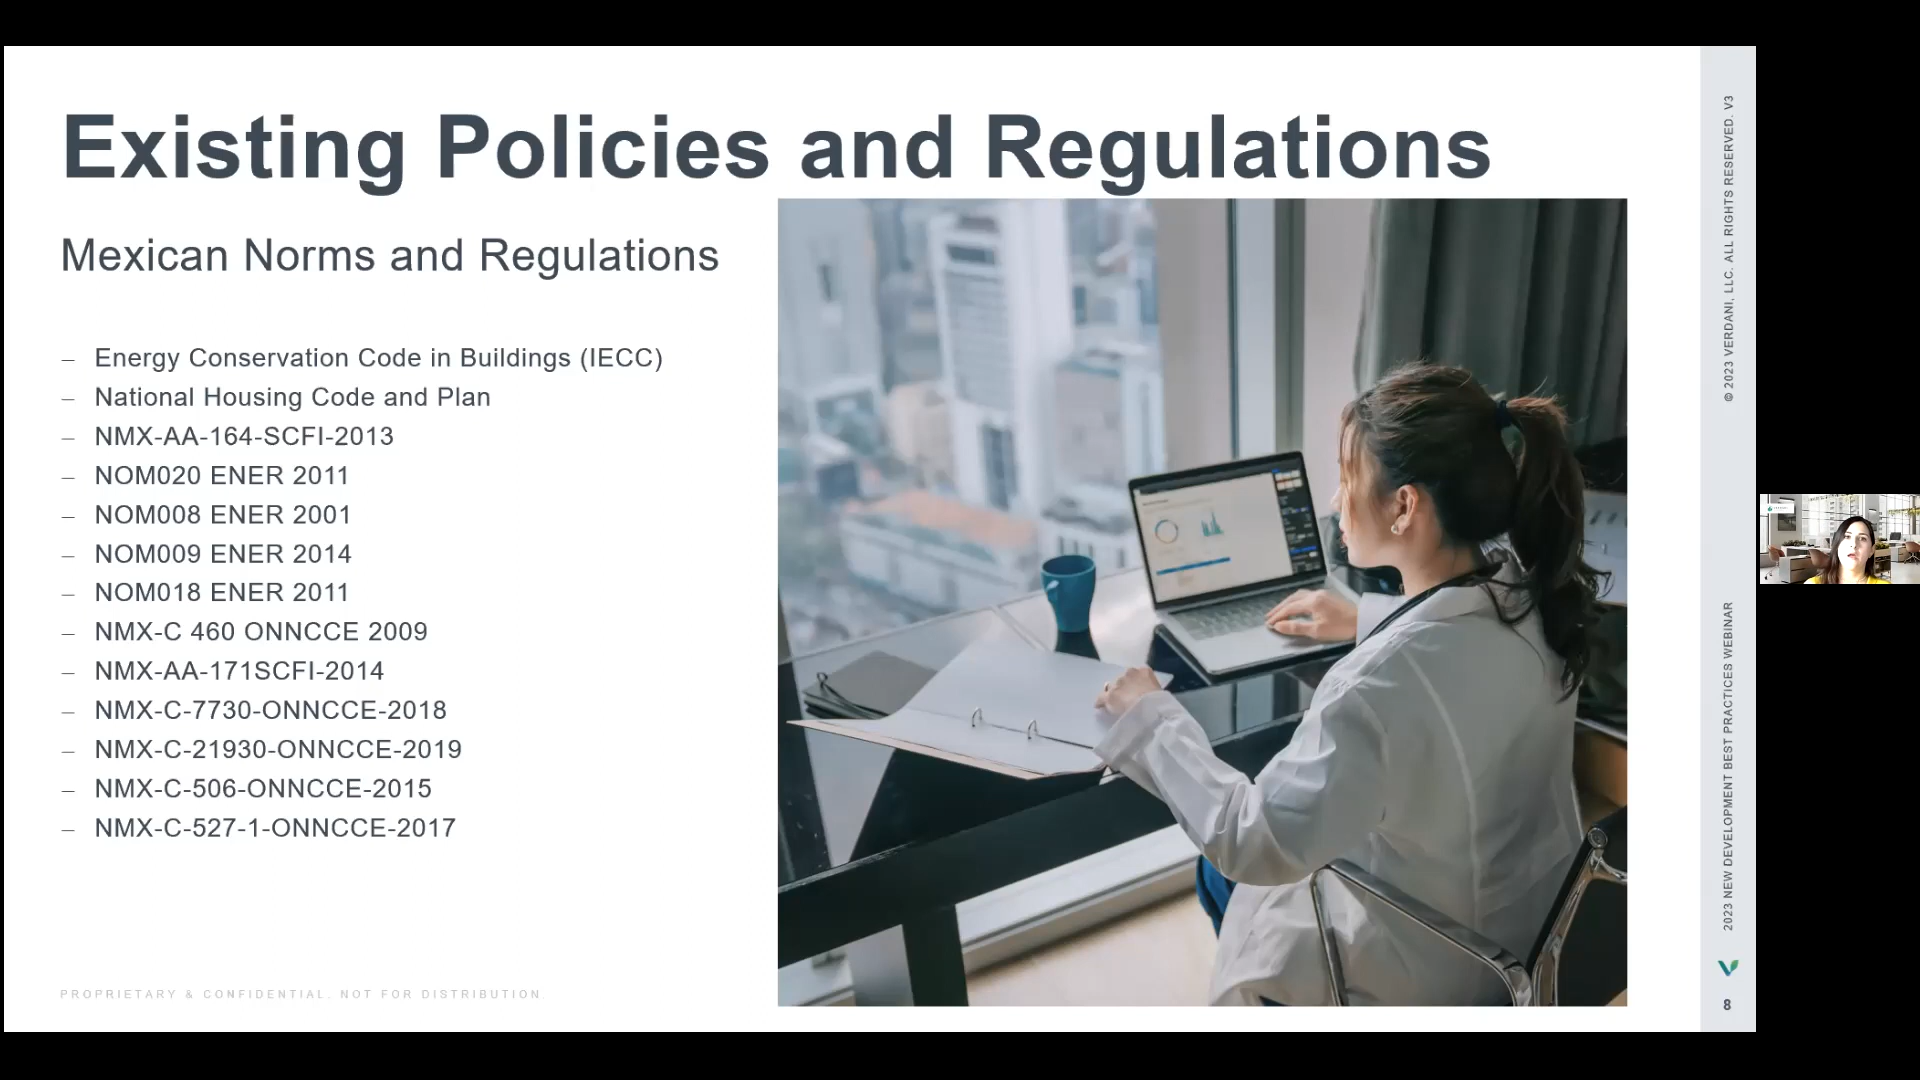 Existing Policies and Regulations
Mexican Norms and Regulations
– Energy Conservation Code in Buildings (IECC)
– National Housing Code and Plan
– NMX-AA-164-SCFI-2013
– NOM020 ENER 2011
– NOM008 ENER 2001
– NOM009 ENER 2014
– NOM018 ENER 2011
– NMX-C 460 ONNCCE 2009
– NMX-AA-171SCFI-2014
– NMX-C-7730-ONNCCE-2018
– NMX-C-21930-ONNCCE-2019
– NMX-C-506-ONNCCE-2015
– NMX-C-527-1-ONNCCE-2017
PROPRIETARY & CONFIDENTIAL. NOT FOR DISTRIBUTION
© 2023 VERDANI, LLC. ALL RIGHTS RESERVED. V3
2023 NEW DEVELOPMENT BEST PRACTICES WEBINAR
8